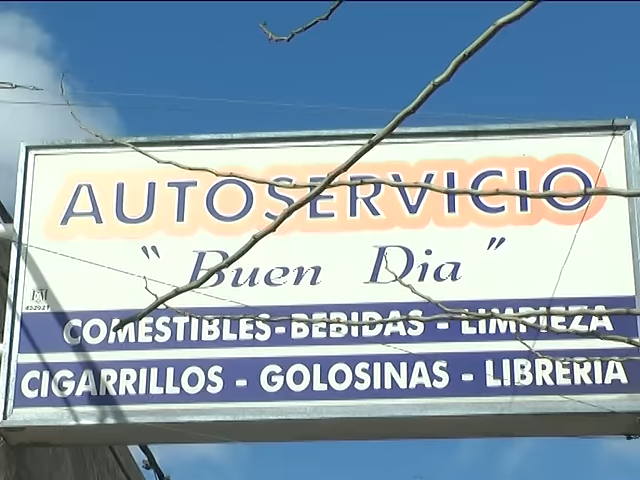 AUTOSERVICIO
" Buen Dia "
COMESTIBLES - BEBIDAS - LIMPIEZA
CIGARRILLOS - GOLOSINAS - LIBRERIA